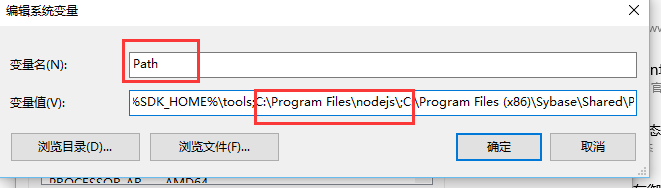 编辑系统变量
变量名(N):
Path
变量值(V):
%SDK_HOME%\tools;C:\Program Files\nodejs\;C:\Program Files (x86)\Sybase\Shared\P
浏览目录(D)...
浏览文件(F)...
确定
取消